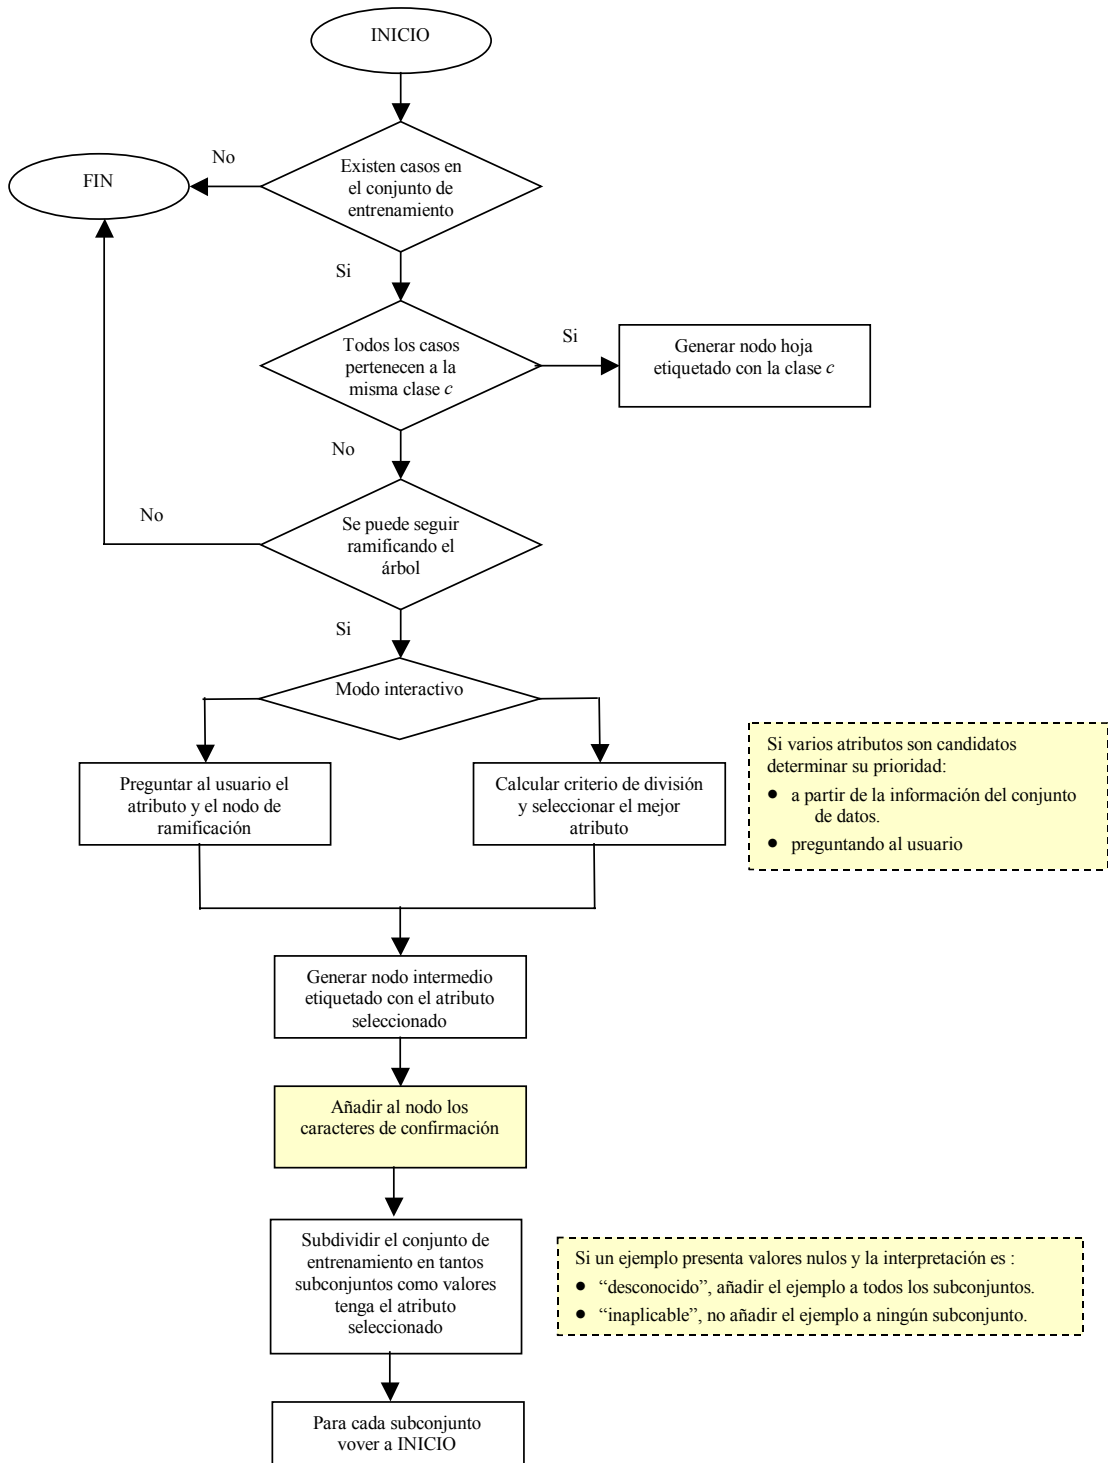 INICIO
No
FIN
Existen casos en
el conjunto de
entrenamiento
Si
Todos los casos
pertenecen a la
misma clase c
Si
Generar nodo hoja
etiquetado con la clase c
No
No
Se puede seguir
ramificando el
árbol
Si
Modo interactivo
Preguntar al usuario el
atributo y el nodo de
ramificación
Calcular criterio de división
y seleccionar el mejor
atributo
Si varios atributos son candidatos
determinar su prioridad:
• a partir de la información del conjunto
de datos.
• preguntando al usuario
Generar nodo intermedio
etiquetado con el atributo
seleccionado
Añadir al nodo los
caracteres de confirmación
Subdividir el conjunto de
entrenamiento en tantos
subconjuntos como valores
tenga el atributo
seleccionado
Si un ejemplo presenta valores nulos y la interpretación es :
• “desconocido”, añadir el ejemplo a todos los subconjuntos.
• “inaplicable”, no añadir el ejemplo a ningún subconjunto.
Para cada subconjunto
vover a INICIO